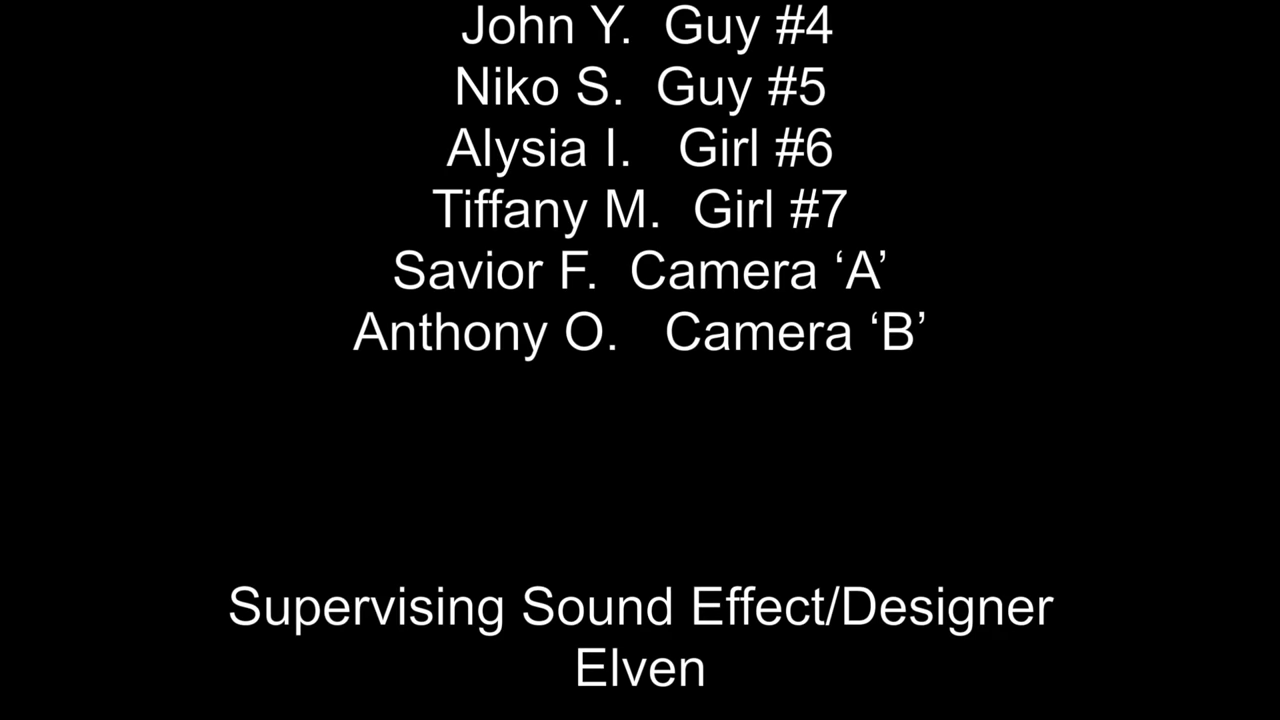 John Y.  Guy #4
Niko S.  Guy #5
Alysia I.   Girl #6
Tiffany M.  Girl #7
Savior F.  Camera ‘A’
Anthony O.   Camera ‘B’
Supervising Sound Effect/Designer
Elven